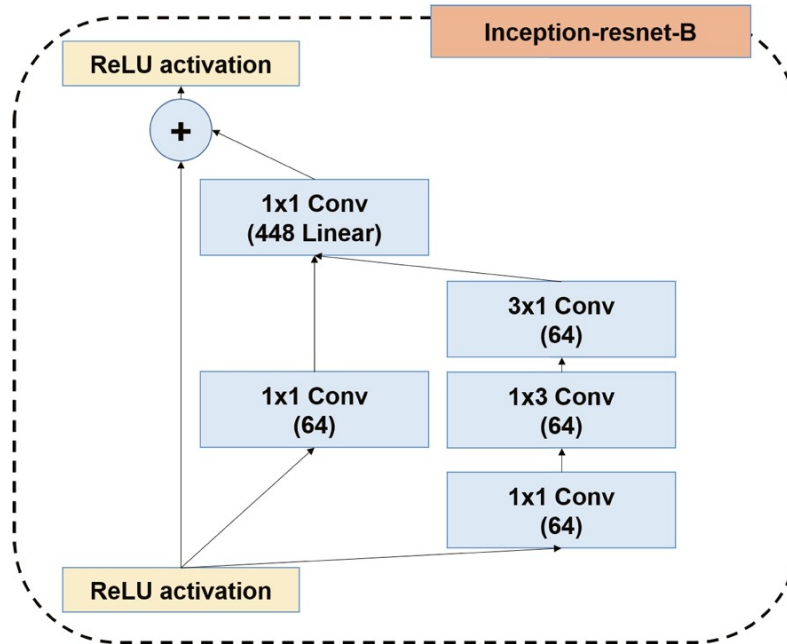 Inception-resnet-B
ReLU activation
+
1x1 Conv
(448 Linear)
3x1 Conv
(64)
1x1 Conv
(64)
1x3 Conv
(64)
1x1 Conv
(64)
ReLU activation